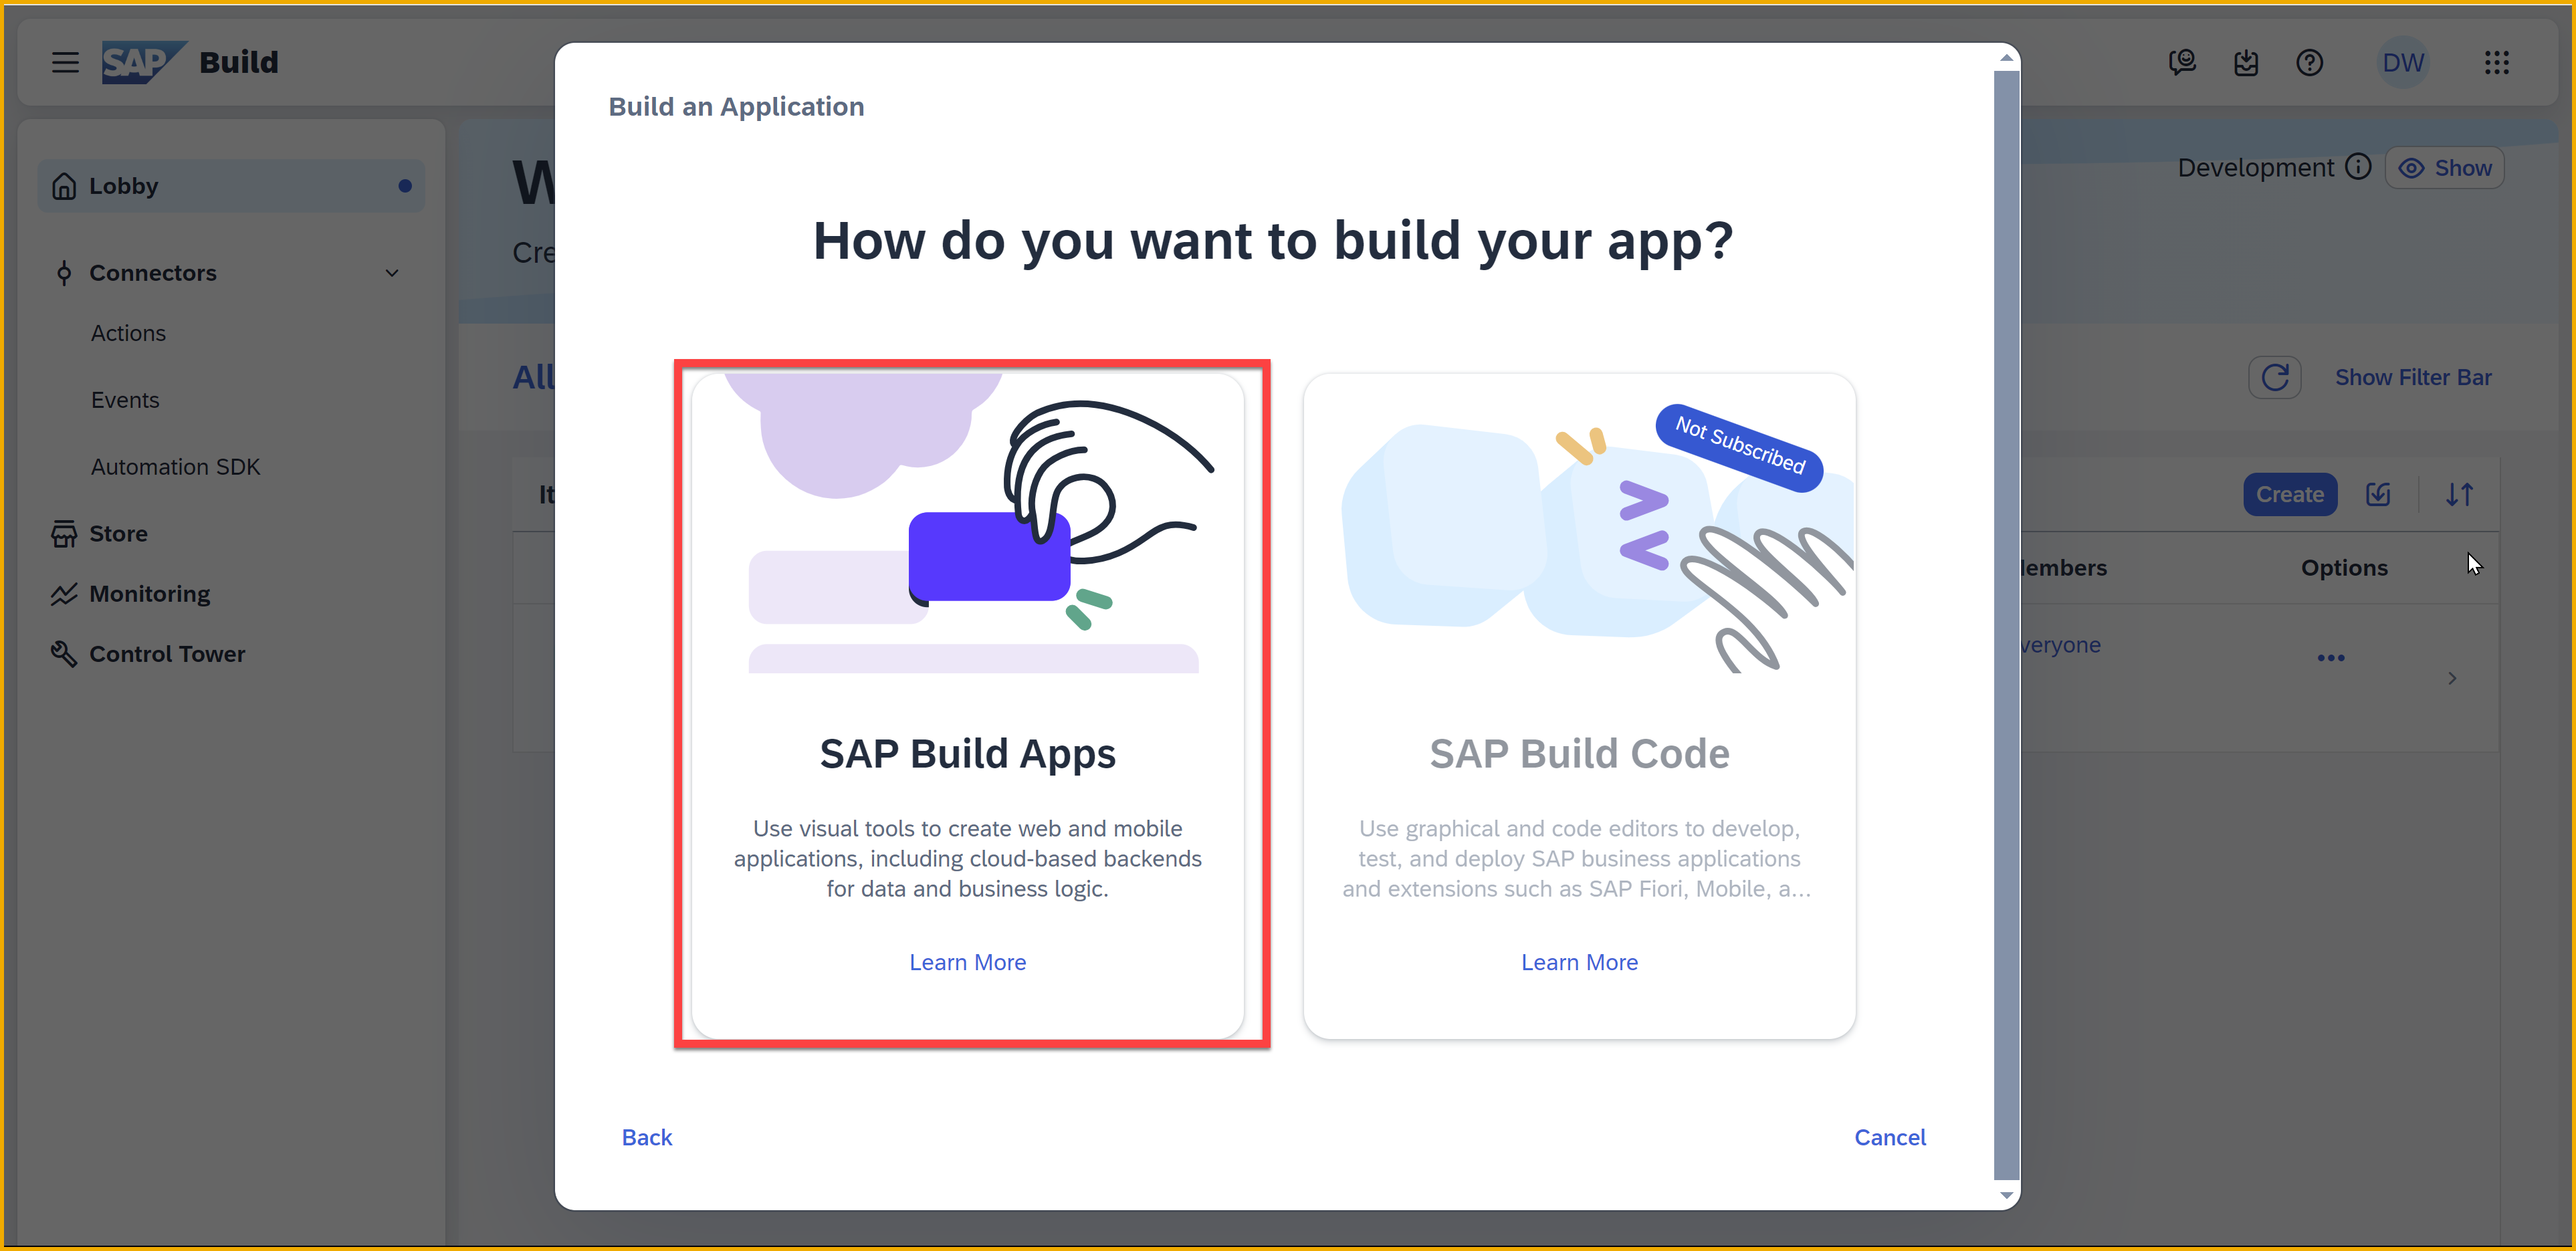 SAP Build
DW
Lobby
Connectors
Actions
Events
Automation SDK
Store
Monitoring
Control Tower
Development
Show
All
Show Filter Bar
Create
Options
Build an Application
How do you want to build your app?
SAP Build Apps
Use visual tools to create web and mobile
applications, including cloud-based backends
for data and business logic.
Learn More
Not Subscribed
SAP Build Code
Use graphical and code editors to develop,
test, and deploy SAP business applications
and extensions such as SAP Fiori, Mobile, a...
Learn More
Back
Cancel